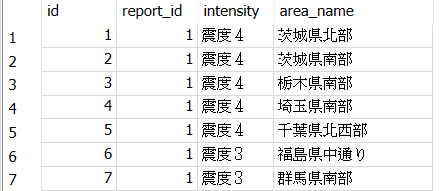 id report_id intensity area_name
1 1 1 震度４ 茨城県北部
2 2 1 震度４ 茨城県南部
3 3 1 震度４ 栃木県南部
4 4 1 震度４ 埼玉県南部
5 5 1 震度４ 千葉県北西部
6 6 1 震度３ 福島県中通り
7 7 1 震度３ 群馬県南部